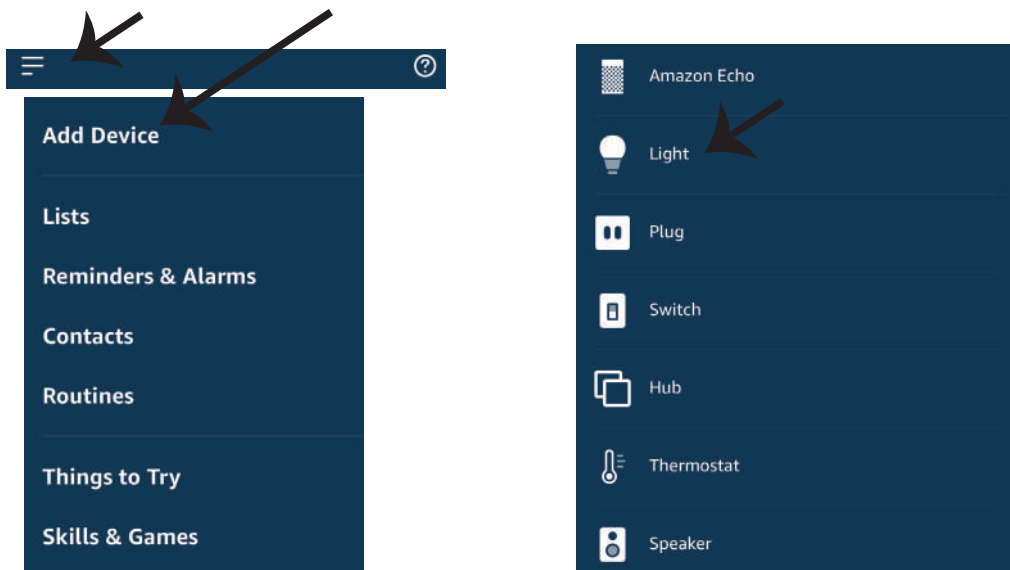 ?
Add Device
Lists
Reminders & Alarms
Contacts
Routines
Things to Try
Skills & Games
Amazon Echo
Light
Plug
Switch
Hub
Thermostat
Speaker